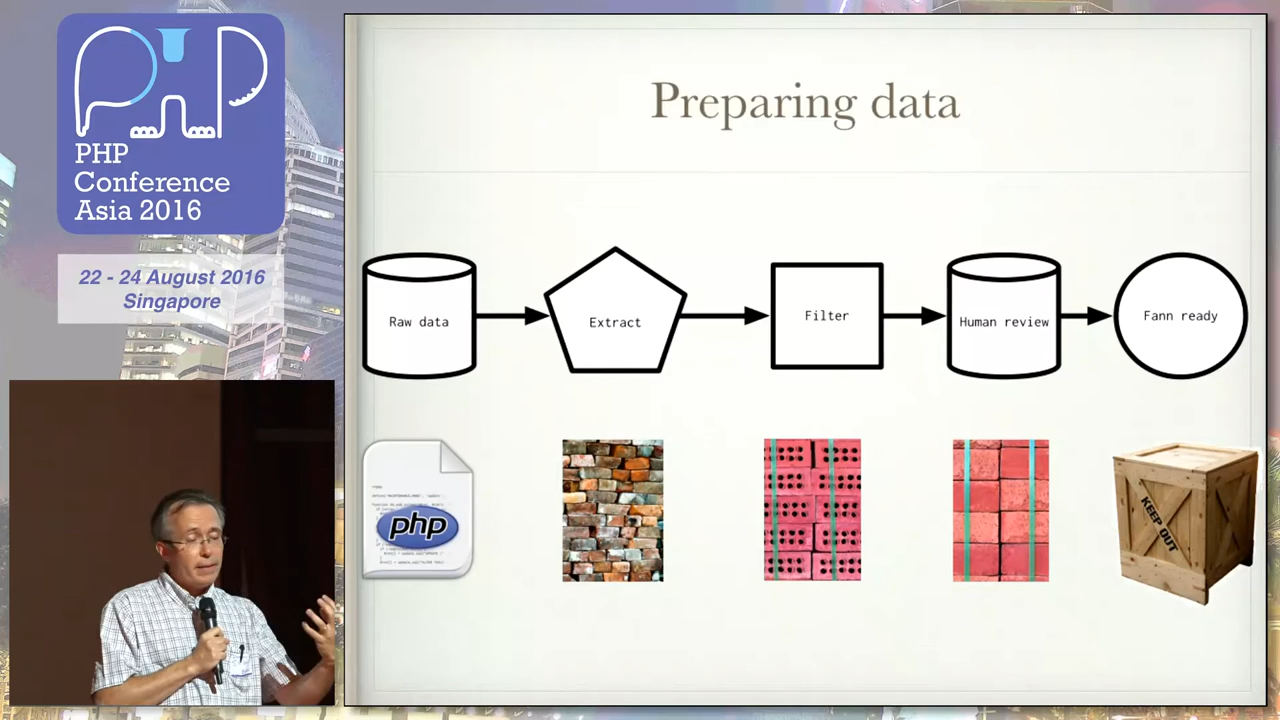 PHP
PHP
Conference
Asia 2016
22 - 24 August 2016
Singapore
Preparing data
Raw data
Extract
Filter
Human review
Fann ready
php
KEEP OUT